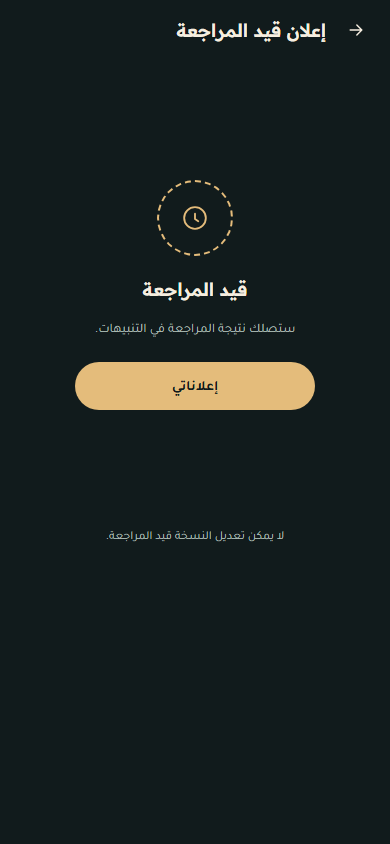 إعلان قيد المراجعة
قيد المراجعة
ستصلك نتيجة المراجعة في التنبيهات.
إعلاناتي
لا يمكن تعديل النسخة قيد المراجعة.